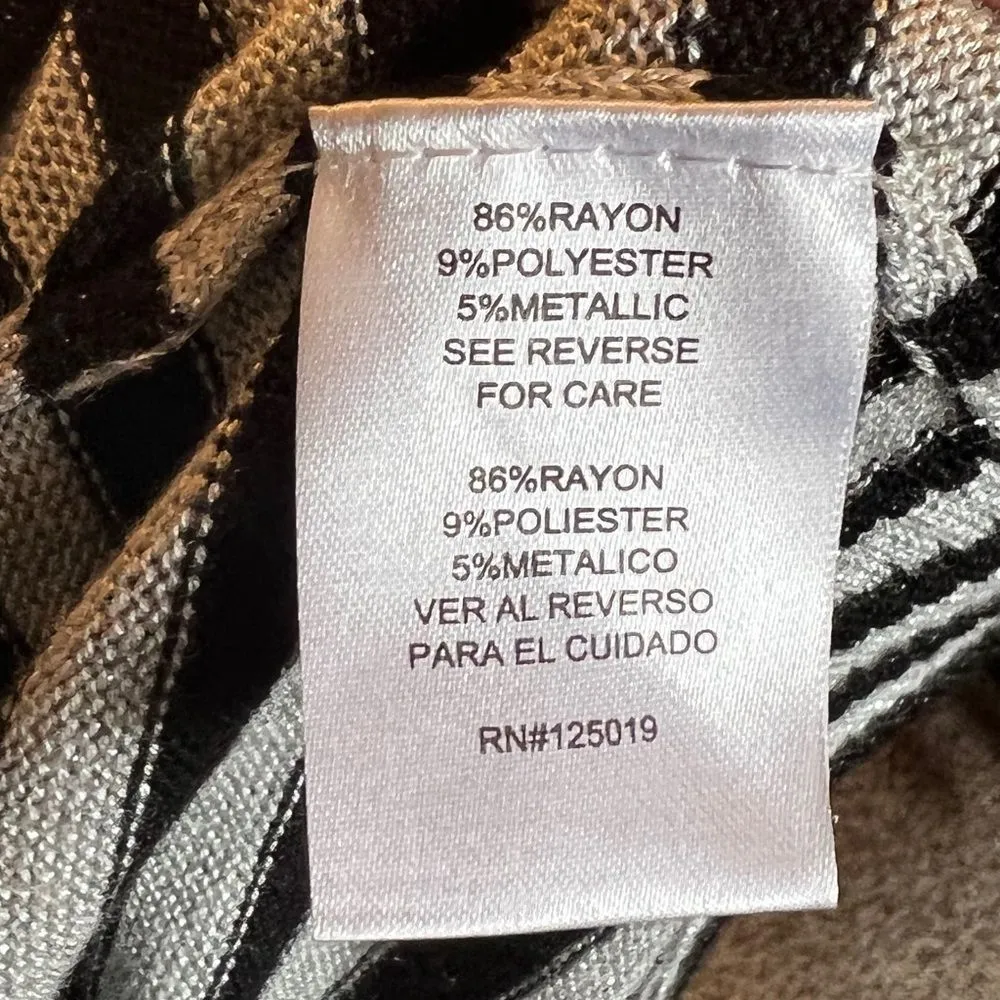 86%RAYON
9%POLYESTER
5%METALLIC
SEE REVERSE
FOR CARE
86%RAYON
9%POLIESTER
5%METALICO
VER AL REVERSO
PARA EL CUIDADO
RN#125019